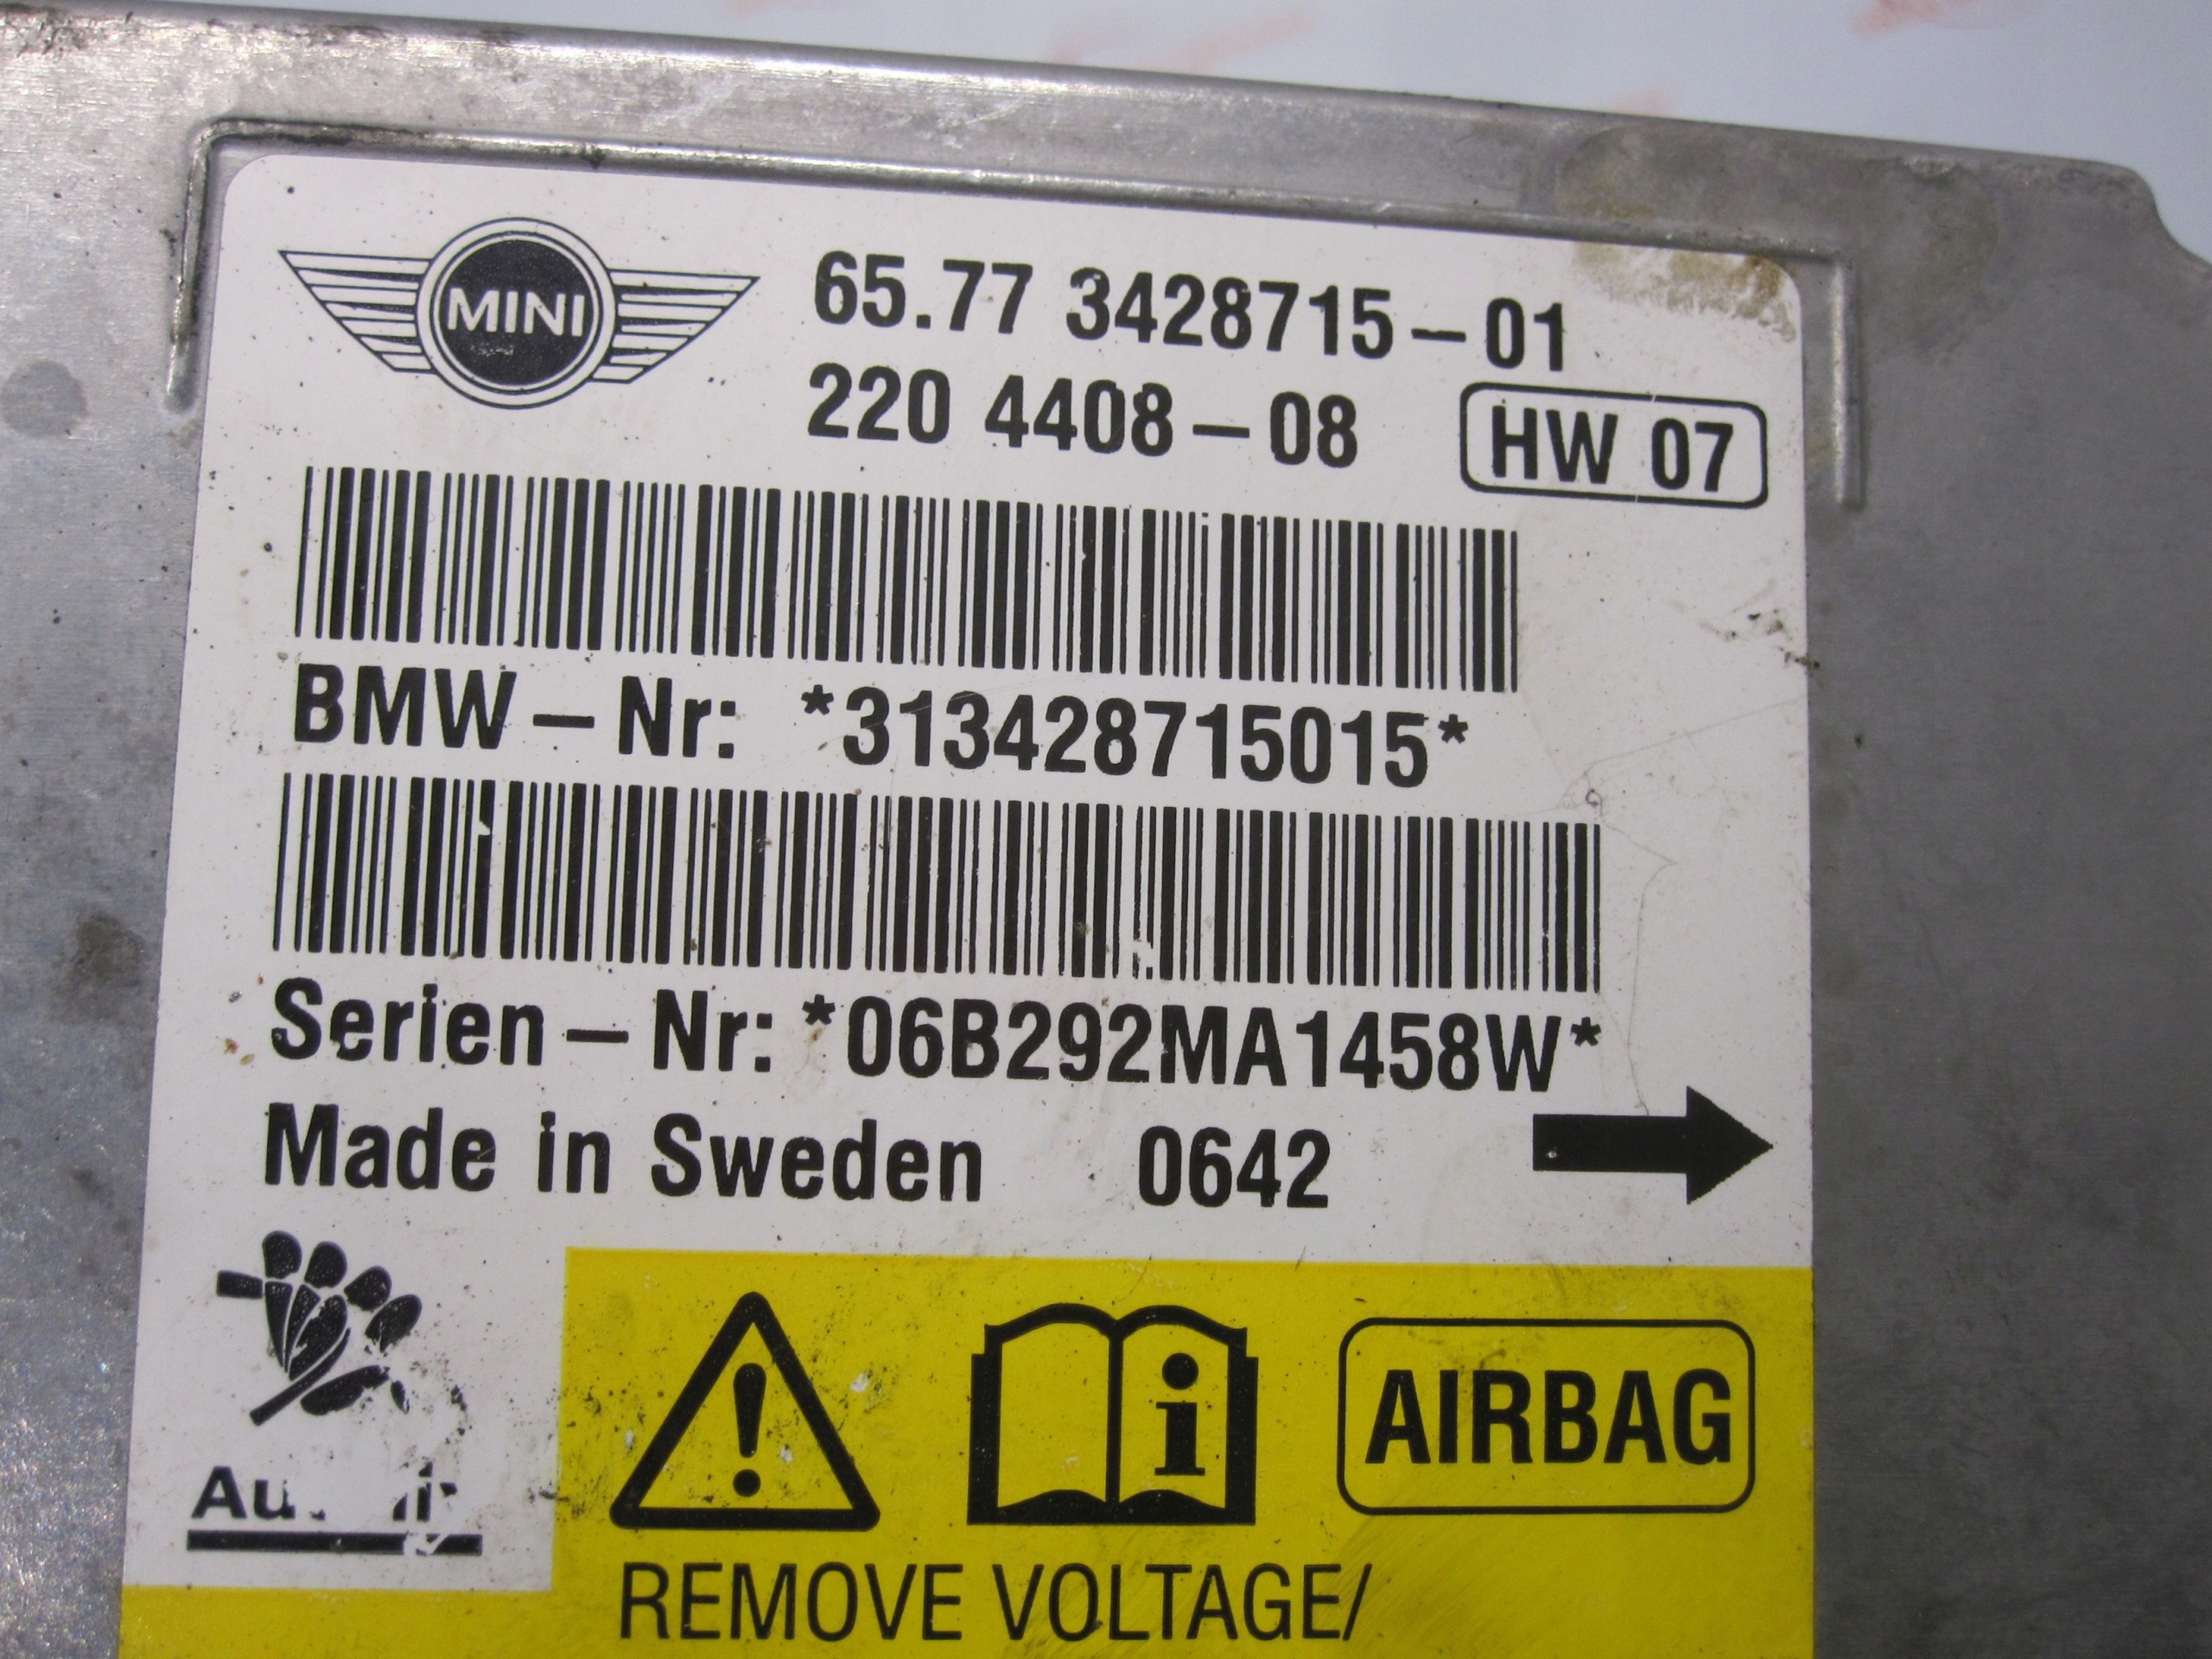 MINI
65.77 3428715-01
220 4408-08 HW 07
BMW-Nr: *313428715015*
Serien-Nr: *06B292MA1458W*
Made in Sweden 0642
AIRBAG
REMOVE VOLTAGE/